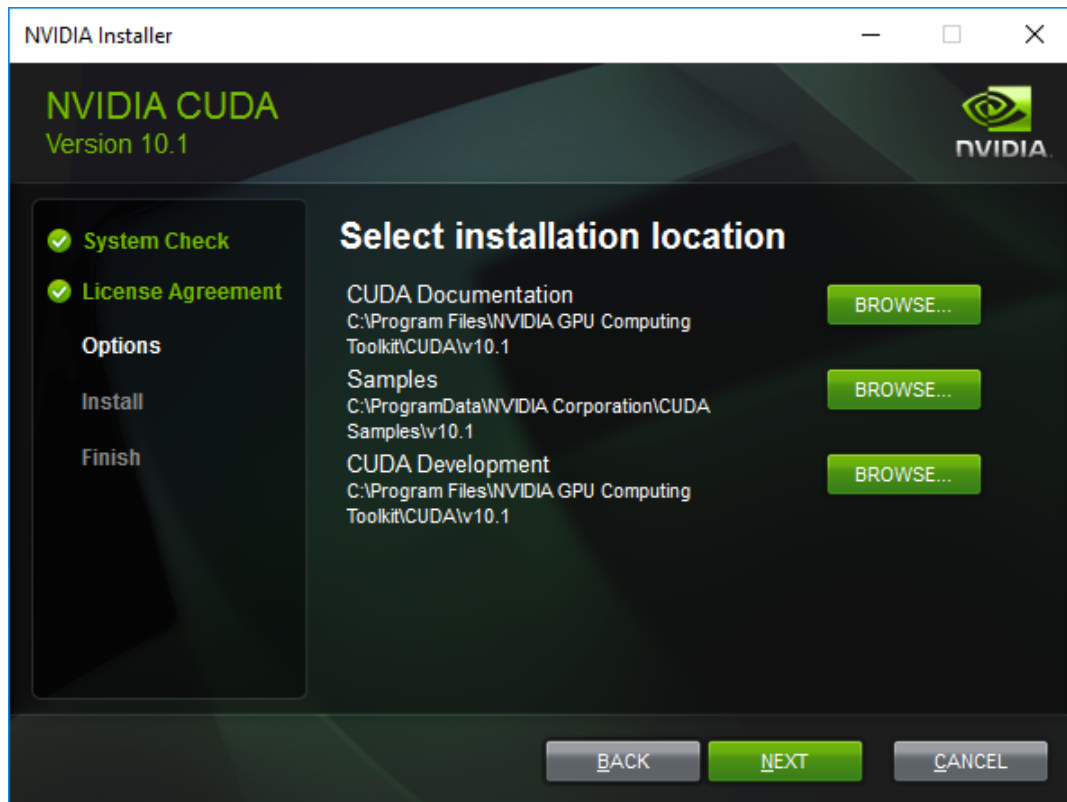 NVIDIA Installer
NVIDIA CUDA
Version 10.1
NVIDIA.
System Check
License Agreement
Options
Install
Finish
Select installation location
CUDA Documentation
C:\Program Files\NVIDIA GPU Computing
Toolkit\CUDA\v10.1
BROWSE...
Samples
C:\ProgramData\NVIDIA Corporation\CUDA
Samples\v10.1
BROWSE...
CUDA Development
C:\Program Files\NVIDIA GPU Computing
Toolkit\CUDA\v10.1
BROWSE...
BACK
NEXT
CANCEL